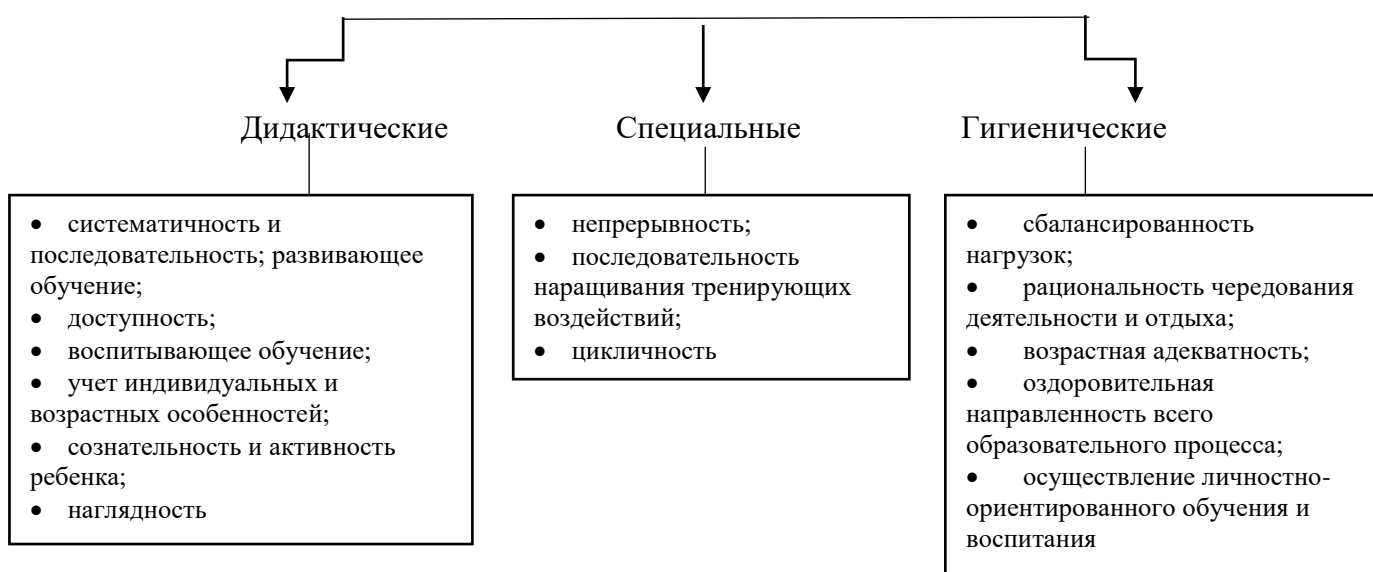 Дидактические
Специальные
Гигиенические
• систематичность и
последовательность; развивающее
обучение;
• доступность;
• воспитывающее обучение;
• учет индивидуальных и
возрастных особенностей;
• сознательность и активность
ребенка;
• наглядность
• непрерывность;
• последовательность
наращивания тренирующих
воздействий;
• цикличность
• сбалансированность
нагрузок;
• рациональность чередования
деятельности и отдыха;
• возрастная адекватность;
• оздоровительная
направленность всего
образовательного процесса;
• осуществление личностно-
ориентированного обучения и
воспитания